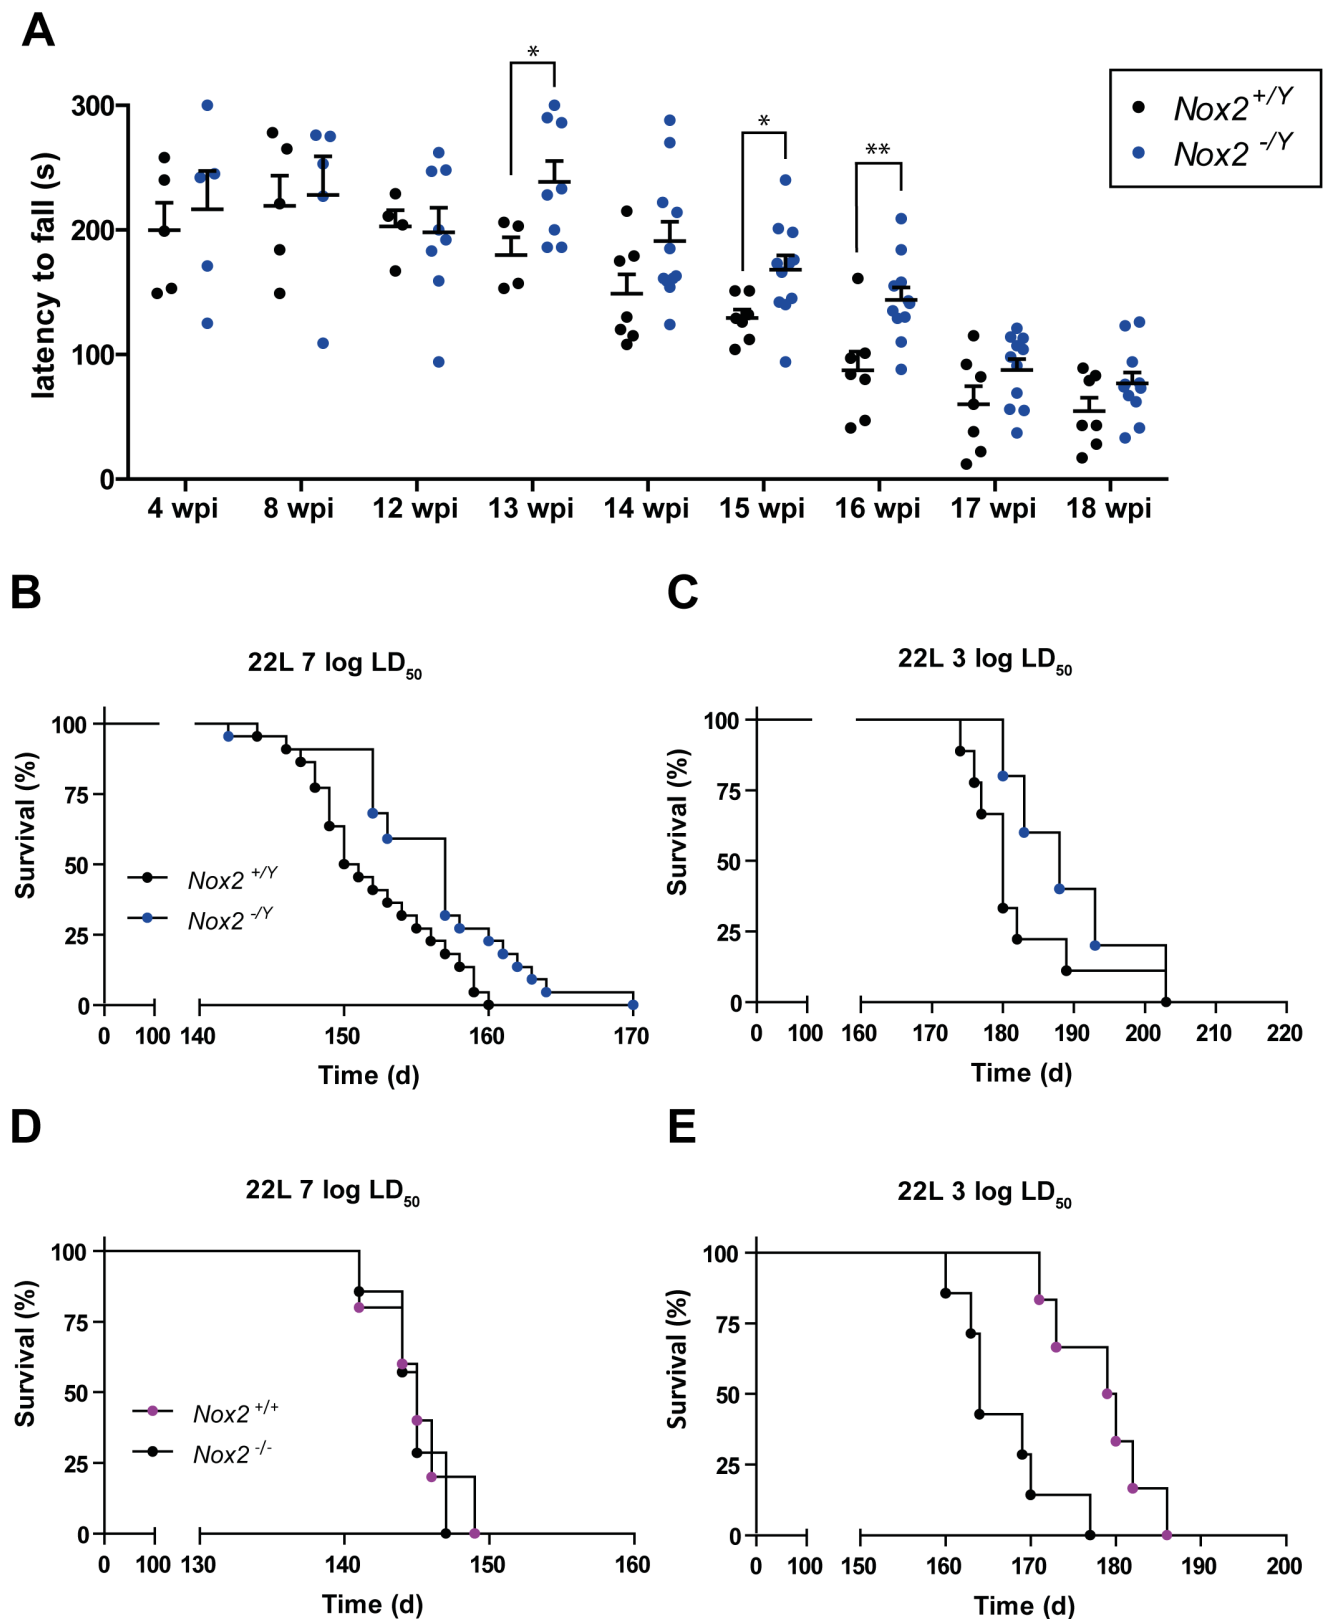 A
latency to fall (s)
300
200
100
0
* * **
Nox2 +/Y
Nox2 -/Y
4 wpi 8 wpi 12 wpi 13 wpi 14 wpi 15 wpi 16 wpi 17 wpi 18 wpi
B
22L 7 log LD50
Survival (%)
100
75
50
25
0
Nox2 +/Y
Nox2 -/Y
0 100 140 150 160 170
Time (d)
C
22L 3 log LD50
Survival (%)
100
75
50
25
0
0 100 160 170 180 190 200 210 220
Time (d)
D
22L 7 log LD50
Survival (%)
100
75
50
25
0
Nox2 +/+
Nox2 -/-
0 100 130 140 150 160
Time (d)
E
22L 3 log LD50
Survival (%)
100
75
50
25
0
0 100 150 160 170 180 190 200
Time (d)